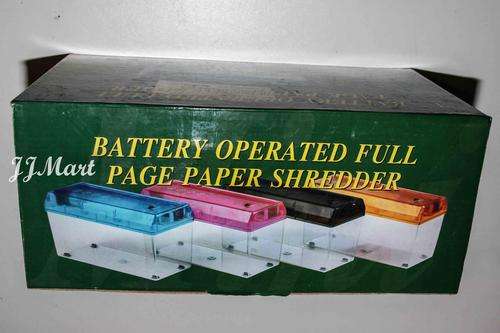 BATTERY OPERATED FULL
PAGE PAPER SHREDDER
JJMart